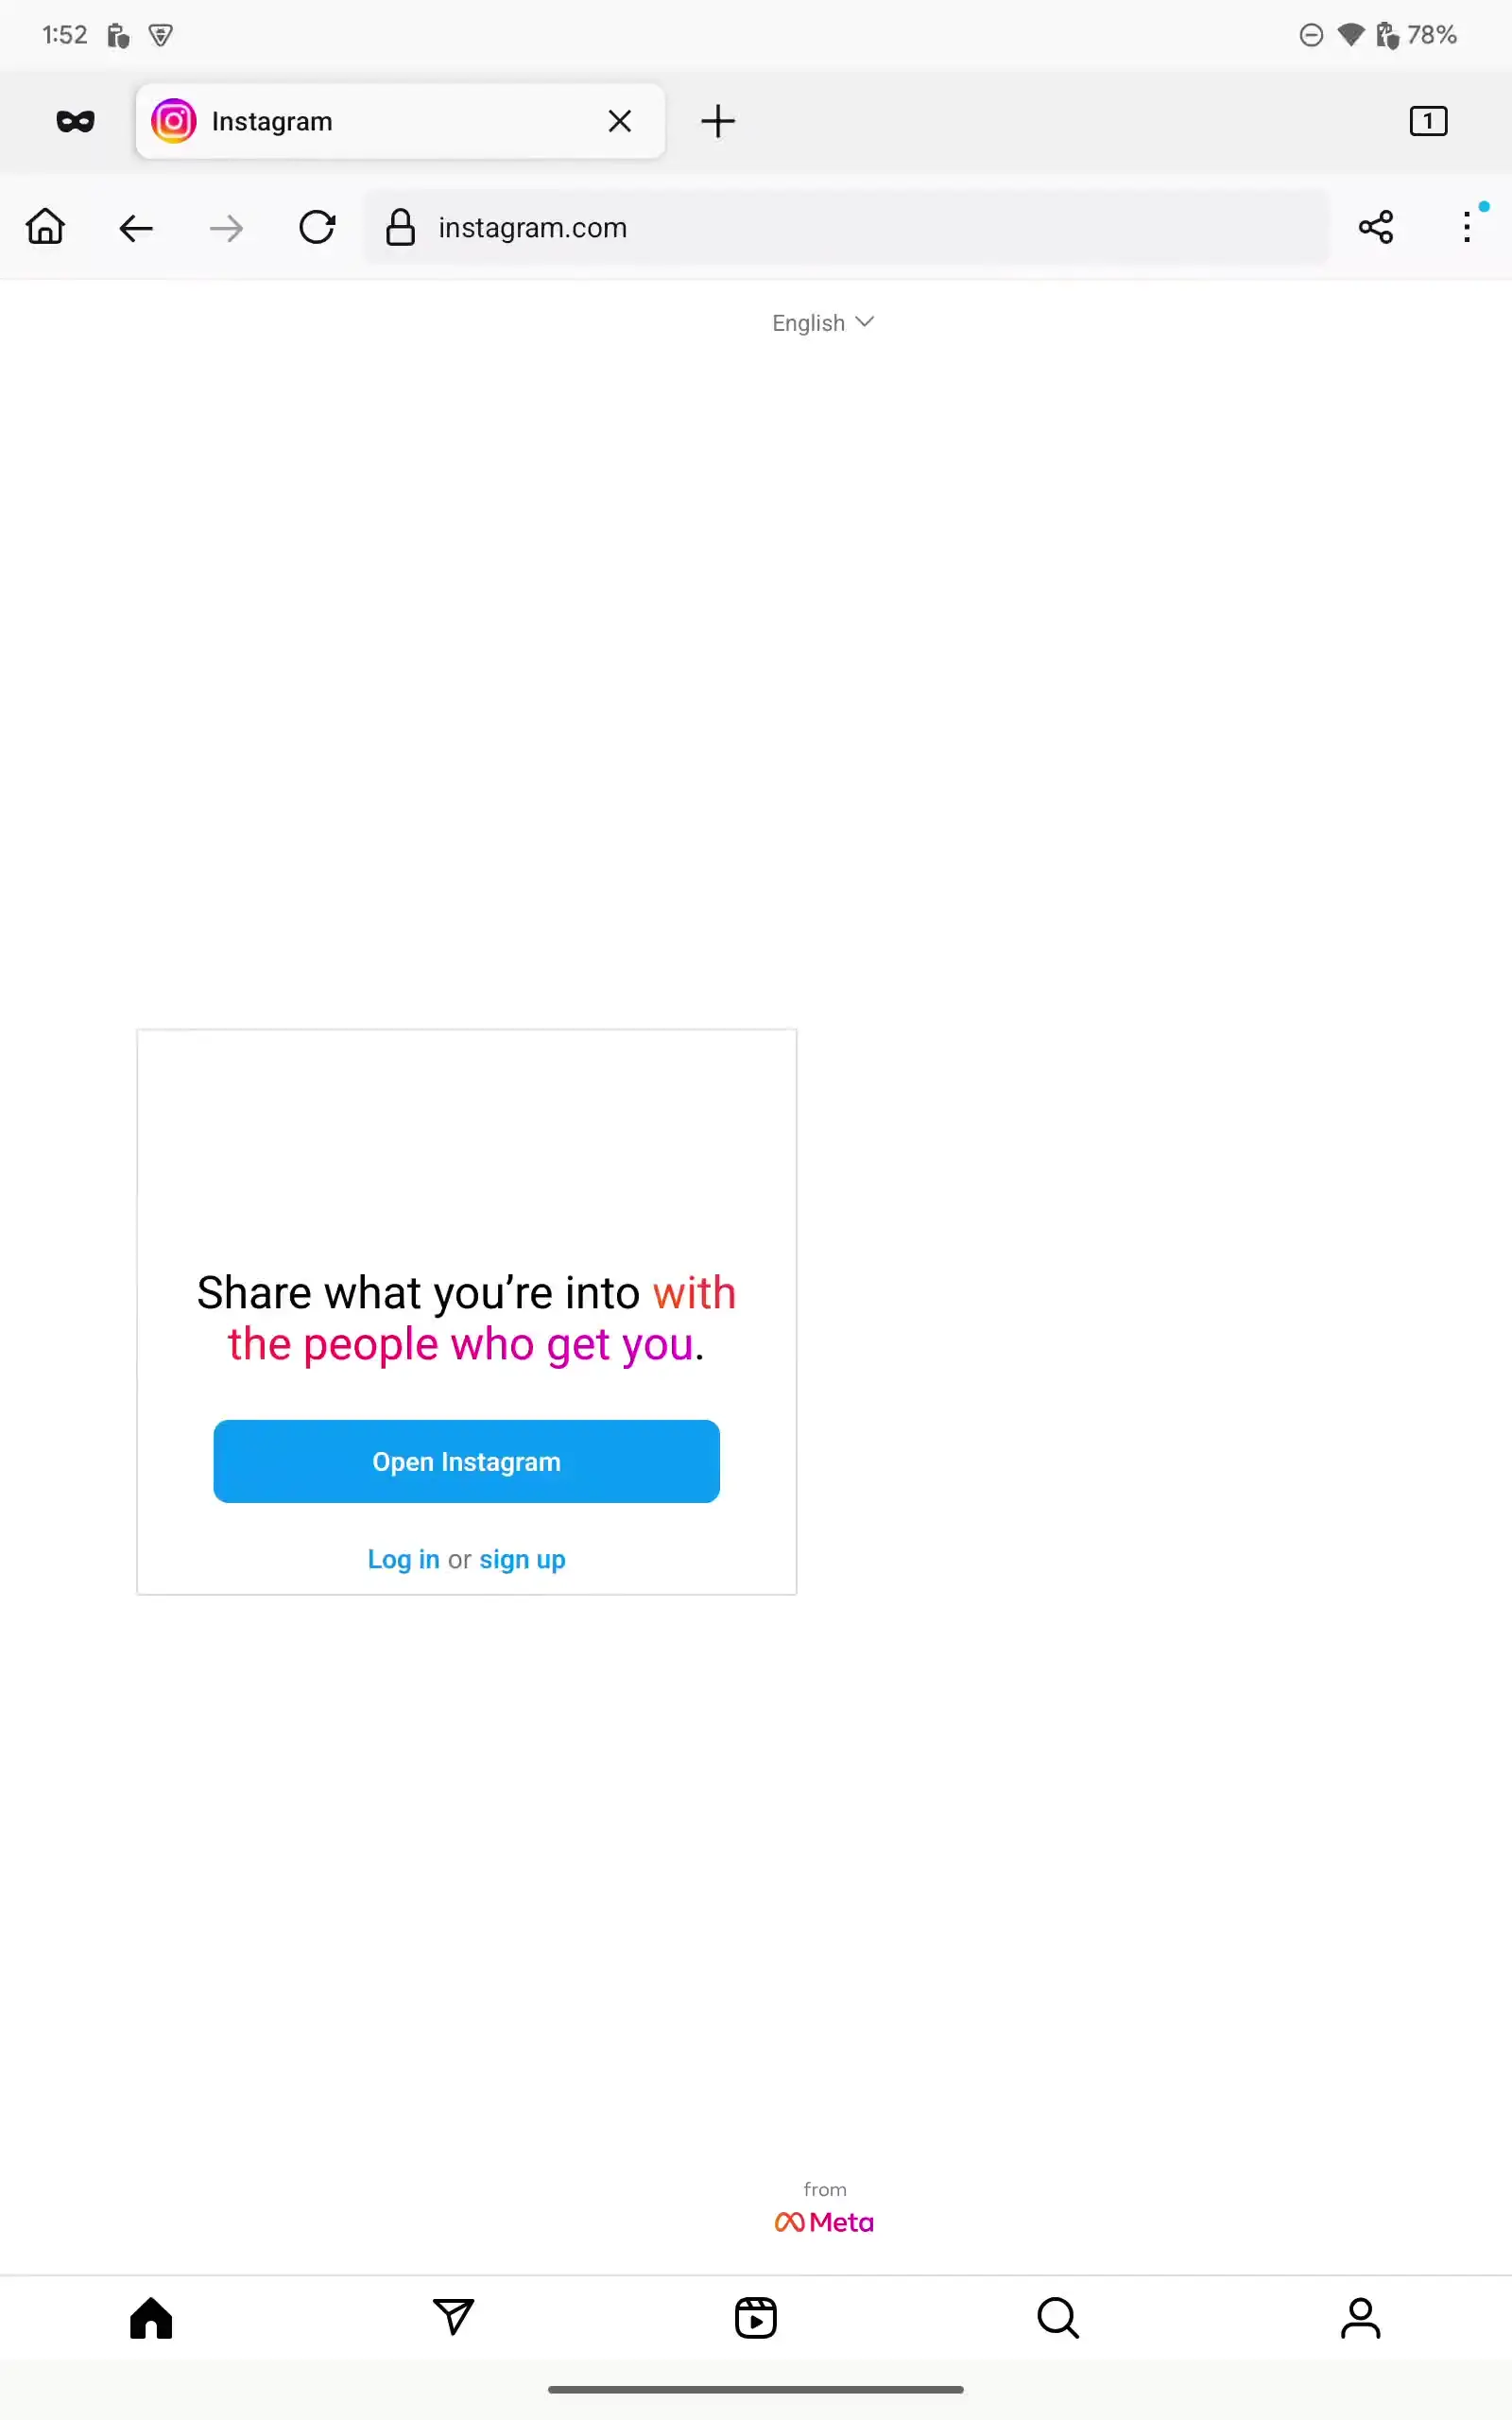 1:52
78%
Instagram
1
instagram.com
English
Share what you’re into with
the people who get you.
Open Instagram
Log in or sign up
from
Meta